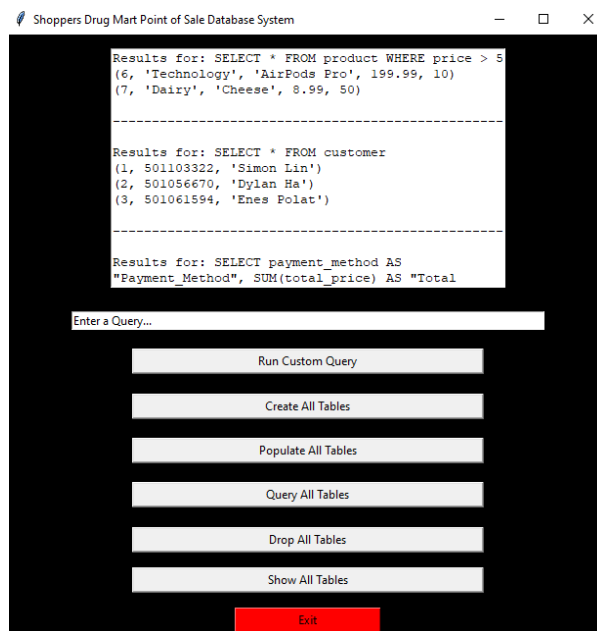 Shoppers Drug Mart Point of Sale Database System
Results for: SELECT * FROM product WHERE price > 5
(6, 'Technology', 'AirPods Pro', 199.99, 10)
(7, 'Dairy', 'Cheese', 8.99, 50)
--------------------------------------------------
Results for: SELECT * FROM customer
(1, 501103322, 'Simon Lin')
(2, 501056670, 'Dylan Ha')
(3, 501061594, 'Enes Polat')
--------------------------------------------------
Results for: SELECT payment_method AS
"Payment_Method", SUM(total_price) AS "Total
Enter a Query...
Run Custom Query
Create All Tables
Populate All Tables
Query All Tables
Drop All Tables
Show All Tables
Exit